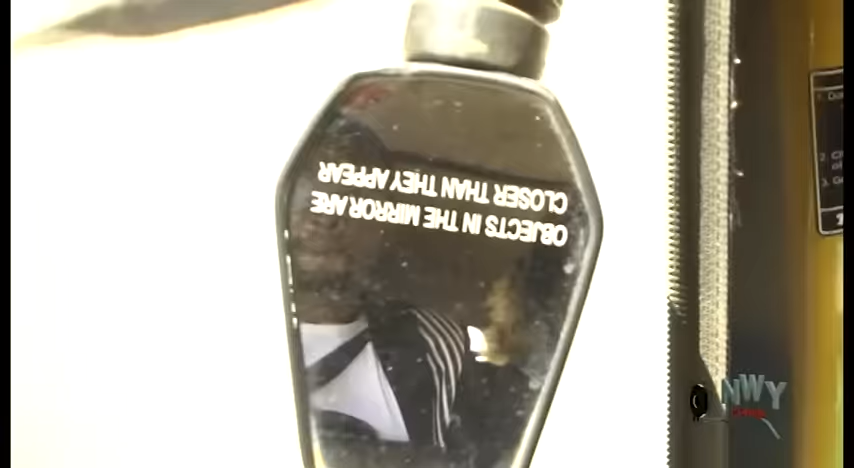 OBJECTS IN THE MIRROR ARE
CLOSER THAN THEY APPEAR
NWY